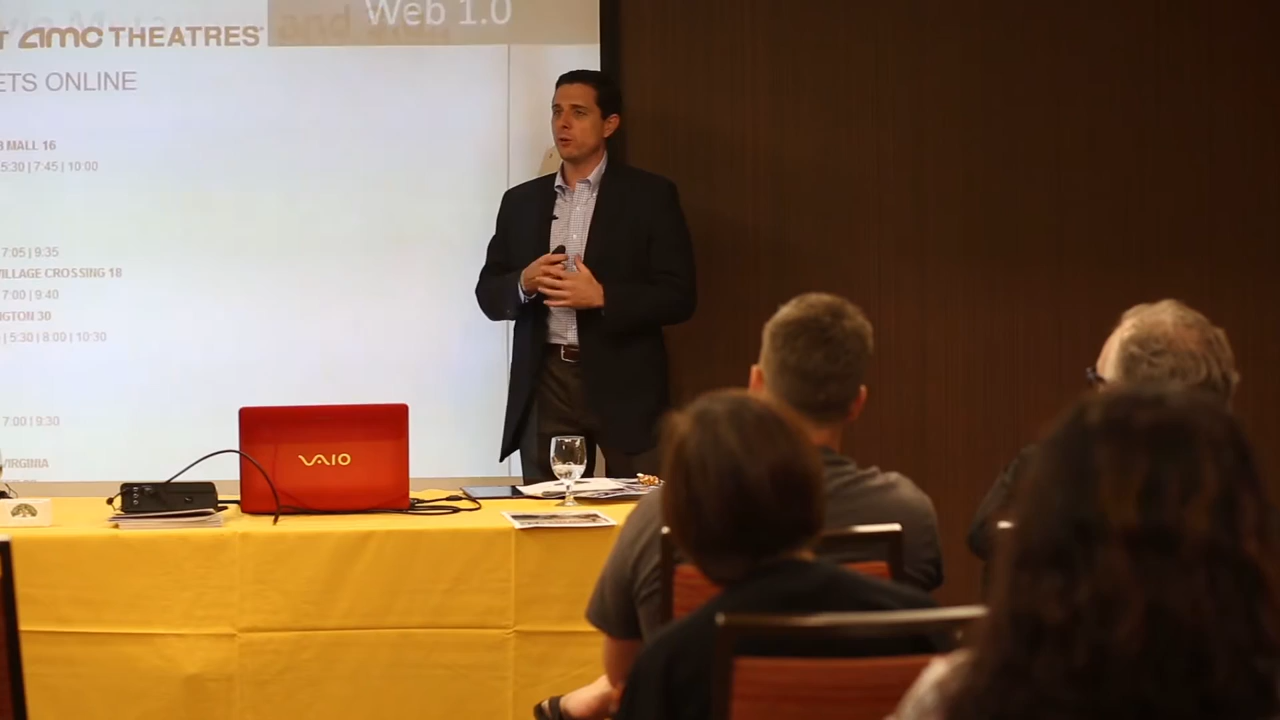 Web 1.0
T amc THEATRES
ETS ONLINE
MALL 16
5:30 | 7:45 | 10:00
7:05 | 9:35
VILLAGE CROSSING 18
7:00 | 9:40
GTON 30
| 5:30 | 8:00 | 10:30
7:00 | 9:30
VIRGINIA
VAIO